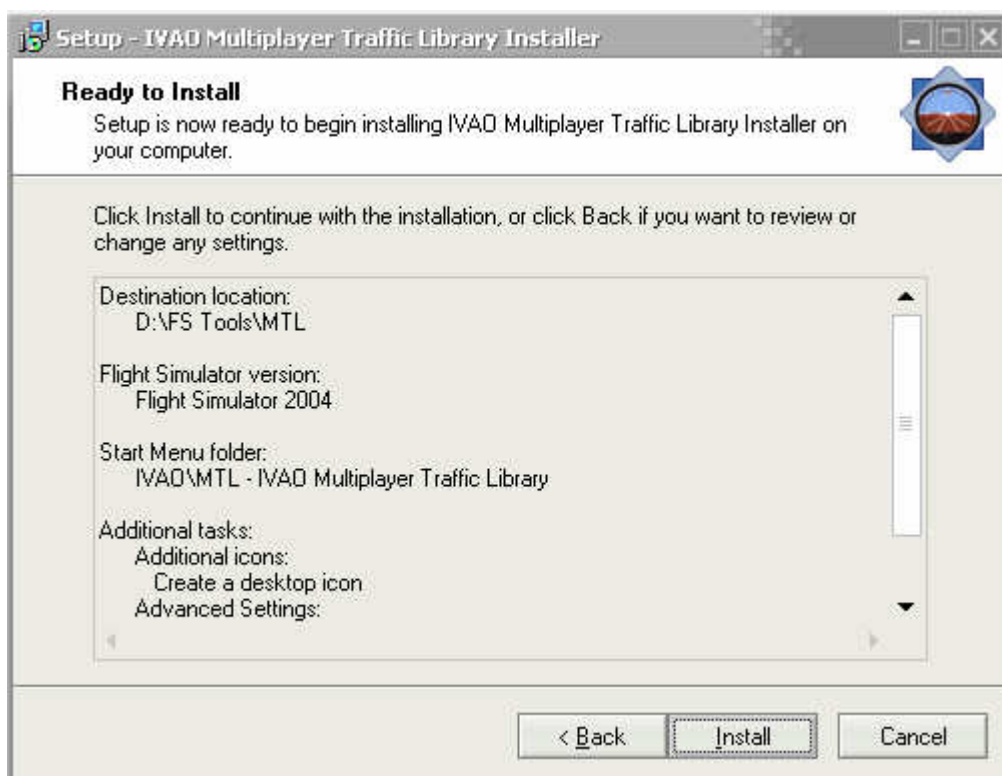 Setup - IVAO Multiplayer Traffic Library Installer
Ready to Install
Setup is now ready to begin installing IVAO Multiplayer Traffic Library Installer on
your computer.
Click Install to continue with the installation, or click Back if you want to review or
change any settings.
Destination location:
D:\FS Tools\MTL
Flight Simulator version:
Flight Simulator 2004
Start Menu folder:
IVAO\MTL - IVAO Multiplayer Traffic Library
Additional tasks:
Additional icons:
Create a desktop icon
Advanced Settings:
< Back
Install
Cancel